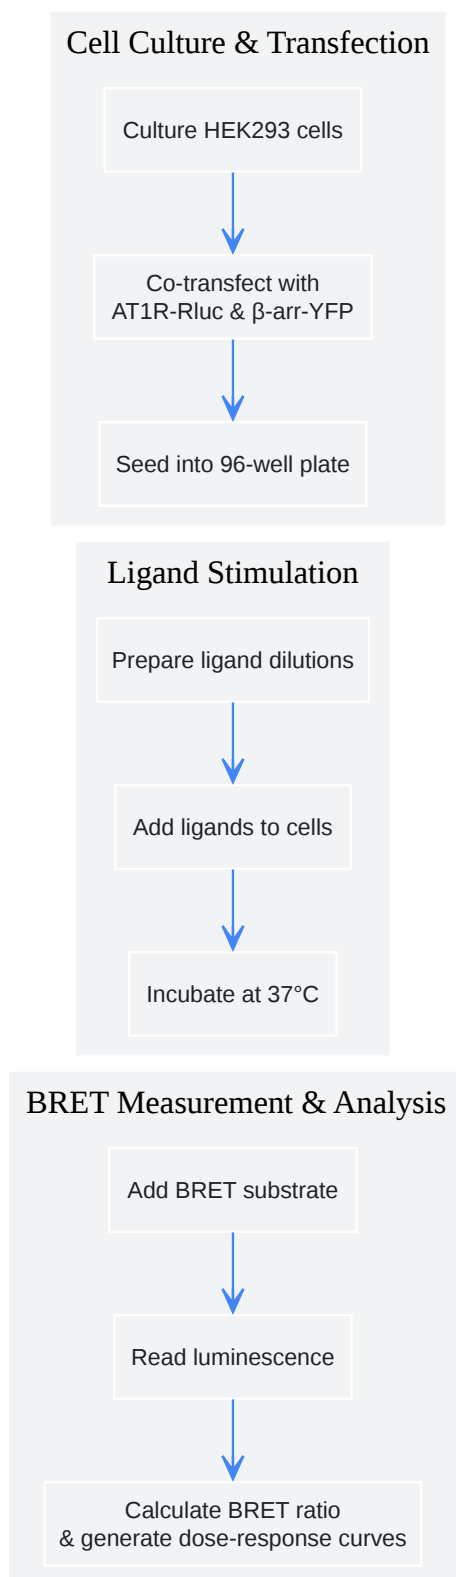 Cell Culture & Transfection
Culture HEK293 cells
Co-transfect with
AT1R-Rluc & β-arr-YFP
Seed into 96-well plate
Ligand Stimulation
Prepare ligand dilutions
Add ligands to cells
Incubate at 37°C
BRET Measurement & Analysis
Add BRET substrate
Read luminescence
Calculate BRET ratio
& generate dose-response curves